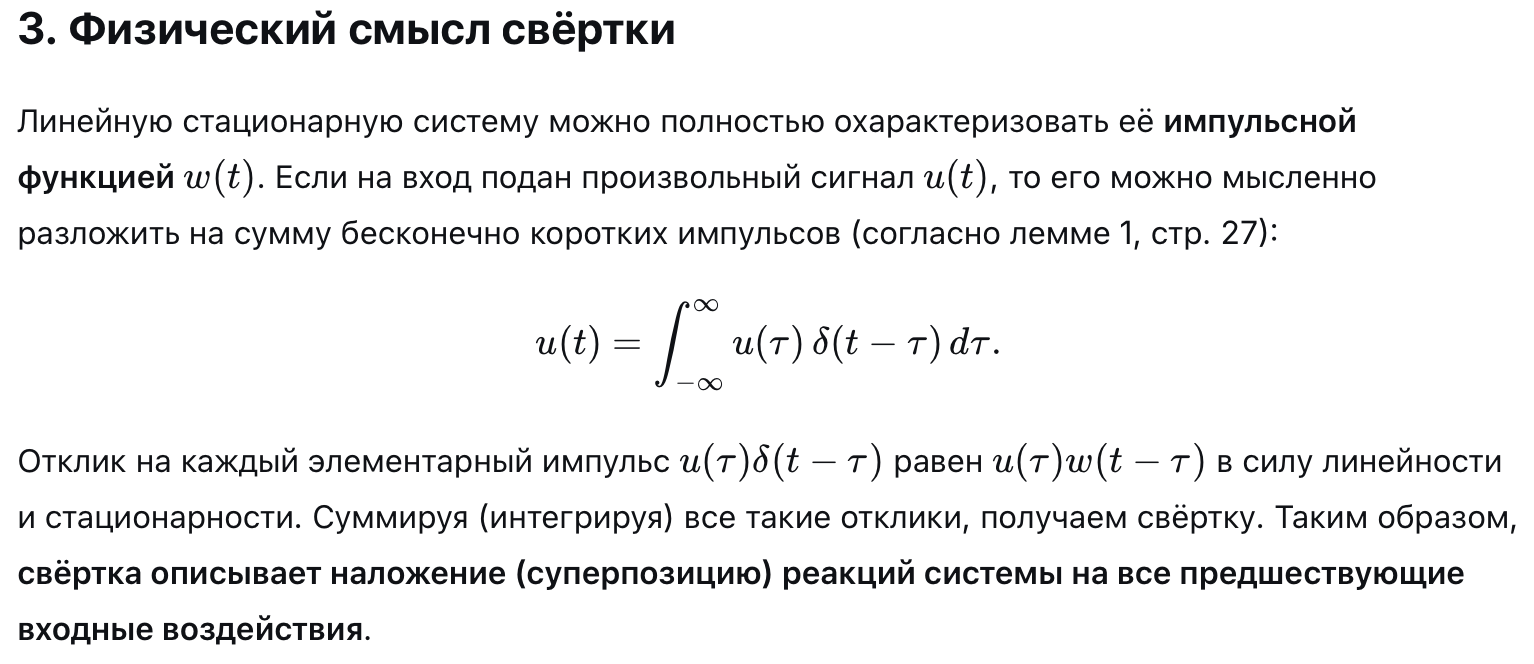 3. Физический смысл свёртки
Линейную стационарную систему можно полностью охарактеризовать её импульсной
функцией w(t). Если на вход подан произвольный сигнал u(t), то его можно мысленно
разложить на сумму бесконечно коротких импульсов (согласно лемме 1, стр. 27):
u(t) = ∫_{−∞}^{∞} u(τ) δ(t − τ) dτ.
Отклик на каждый элементарный импульс u(τ)δ(t − τ) равен u(τ)w(t − τ) в силу линейности
и стационарности. Суммируя (интегрируя) все такие отклики, получаем свёртку. Таким образом,
свёртка описывает наложение (суперпозицию) реакций системы на все предшествующие
входные воздействия.